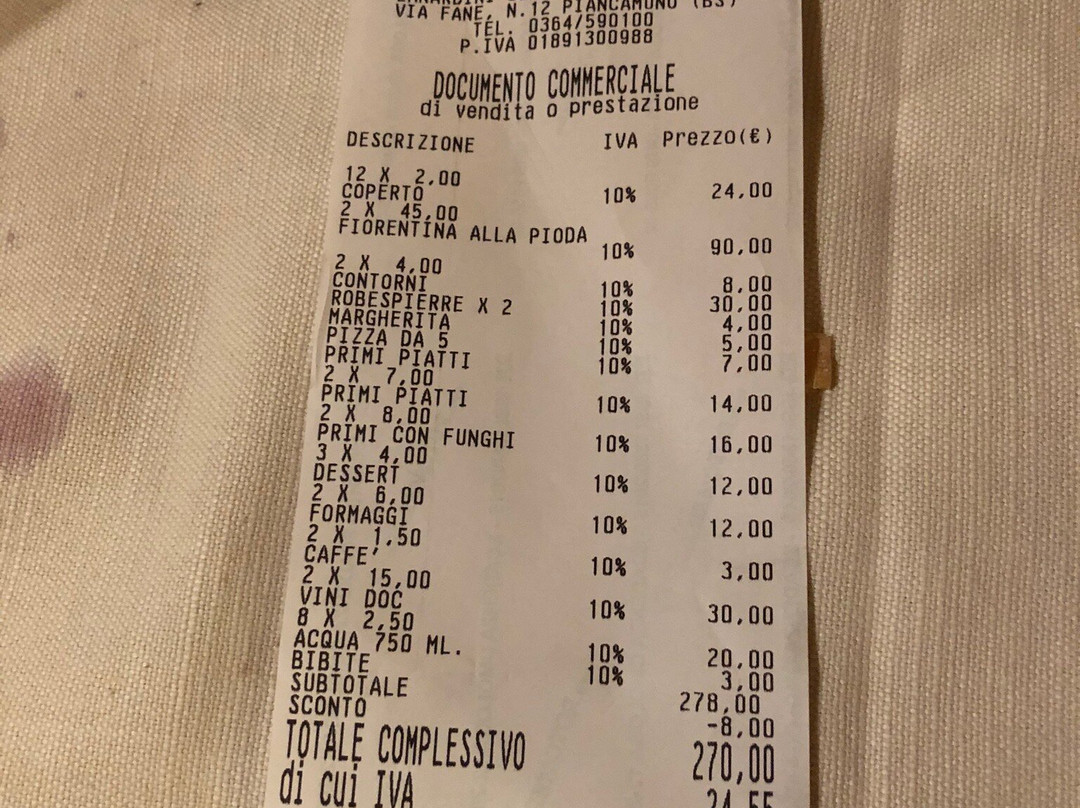 VIA FANE, N.12 PIANCAMUNO (BS)
TEL. 0364/590100
P.IVA 01891300988
DOCUMENTO COMMERCIALE
di vendita o prestazione
DESCRIZIONE IVA Prezzo(€)
12 X 2,00
COPERTO 10% 24,00
2 X 45,00
FIORENTINA ALLA PIODA
10% 90,00
2 X 4,00
CONTORNI 10% 8,00
ROBESPIERRE X 2 10% 30,00
MARGHERITA 10% 4,00
PIZZA DA 5 10% 5,00
PRIMI PIATTI 10% 7,00
2 X 7,00
PRIMI PIATTI 10% 14,00
2 X 8,00
PRIMI CON FUNGHI 10% 16,00
3 X 4,00
DESSERT 10% 12,00
2 X 6,00
FORMAGGI 10% 12,00
2 X 1,50
CAFFE' 10% 3,00
2 X 15,00
VINI DOC 10% 30,00
8 X 2,50
ACQUA 750 ML. 10% 20,00
BIBITE 10% 3,00
SUBTOTALE 278,00
SCONTO -8,00
TOTALE COMPLESSIVO 270,00
di cui IVA 24,55